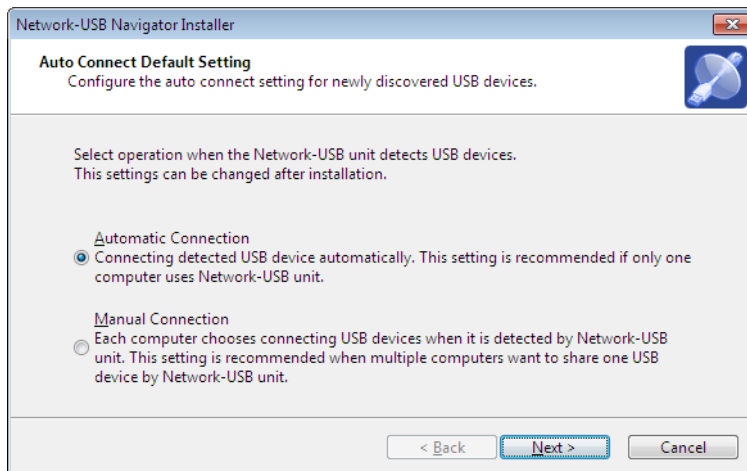 Network-USB Navigator Installer
Auto Connect Default Setting
Configure the auto connect setting for newly discovered USB devices.
Select operation when the Network-USB unit detects USB devices.
This settings can be changed after installation.
Automatic Connection
Connecting detected USB device automatically. This setting is recommended if only one
computer uses Network-USB unit.
Manual Connection
Each computer chooses connecting USB devices when it is detected by Network-USB
unit. This setting is recommended when multiple computers want to share one USB
device by Network-USB unit.
< Back Next > Cancel